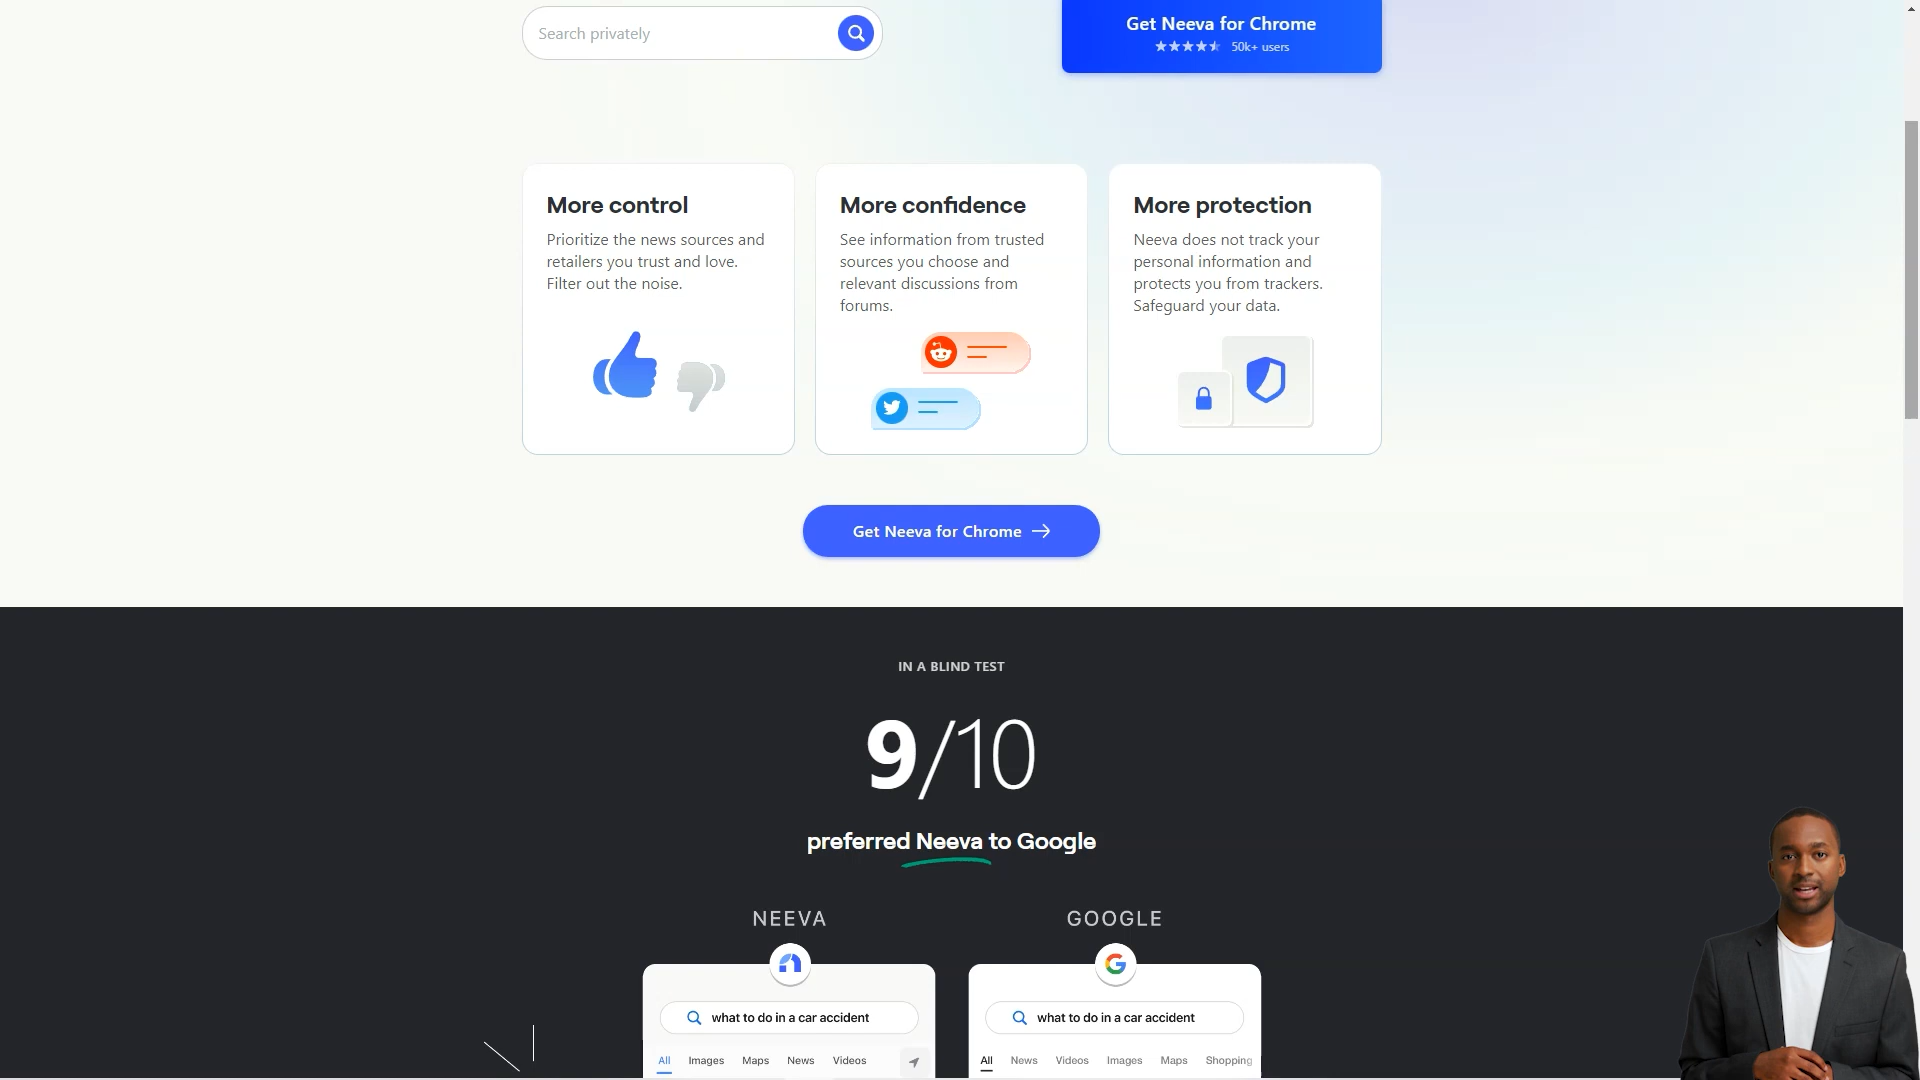 Search privately
Get Neeva for Chrome
50k+ users
More control
Prioritize the news sources and
retailers you trust and love.
Filter out the noise.
More confidence
See information from trusted
sources you choose and
relevant discussions from
forums.
More protection
Neeva does not track your
personal information and
protects you from trackers.
Safeguard your data.
Get Neeva for Chrome
IN A BLIND TEST
9/10
preferred Neeva to Google
NEEVA
what to do in a car accident
All Images Maps News Videos
GOOGLE
what to do in a car accident
All News Videos Images Maps Shopping